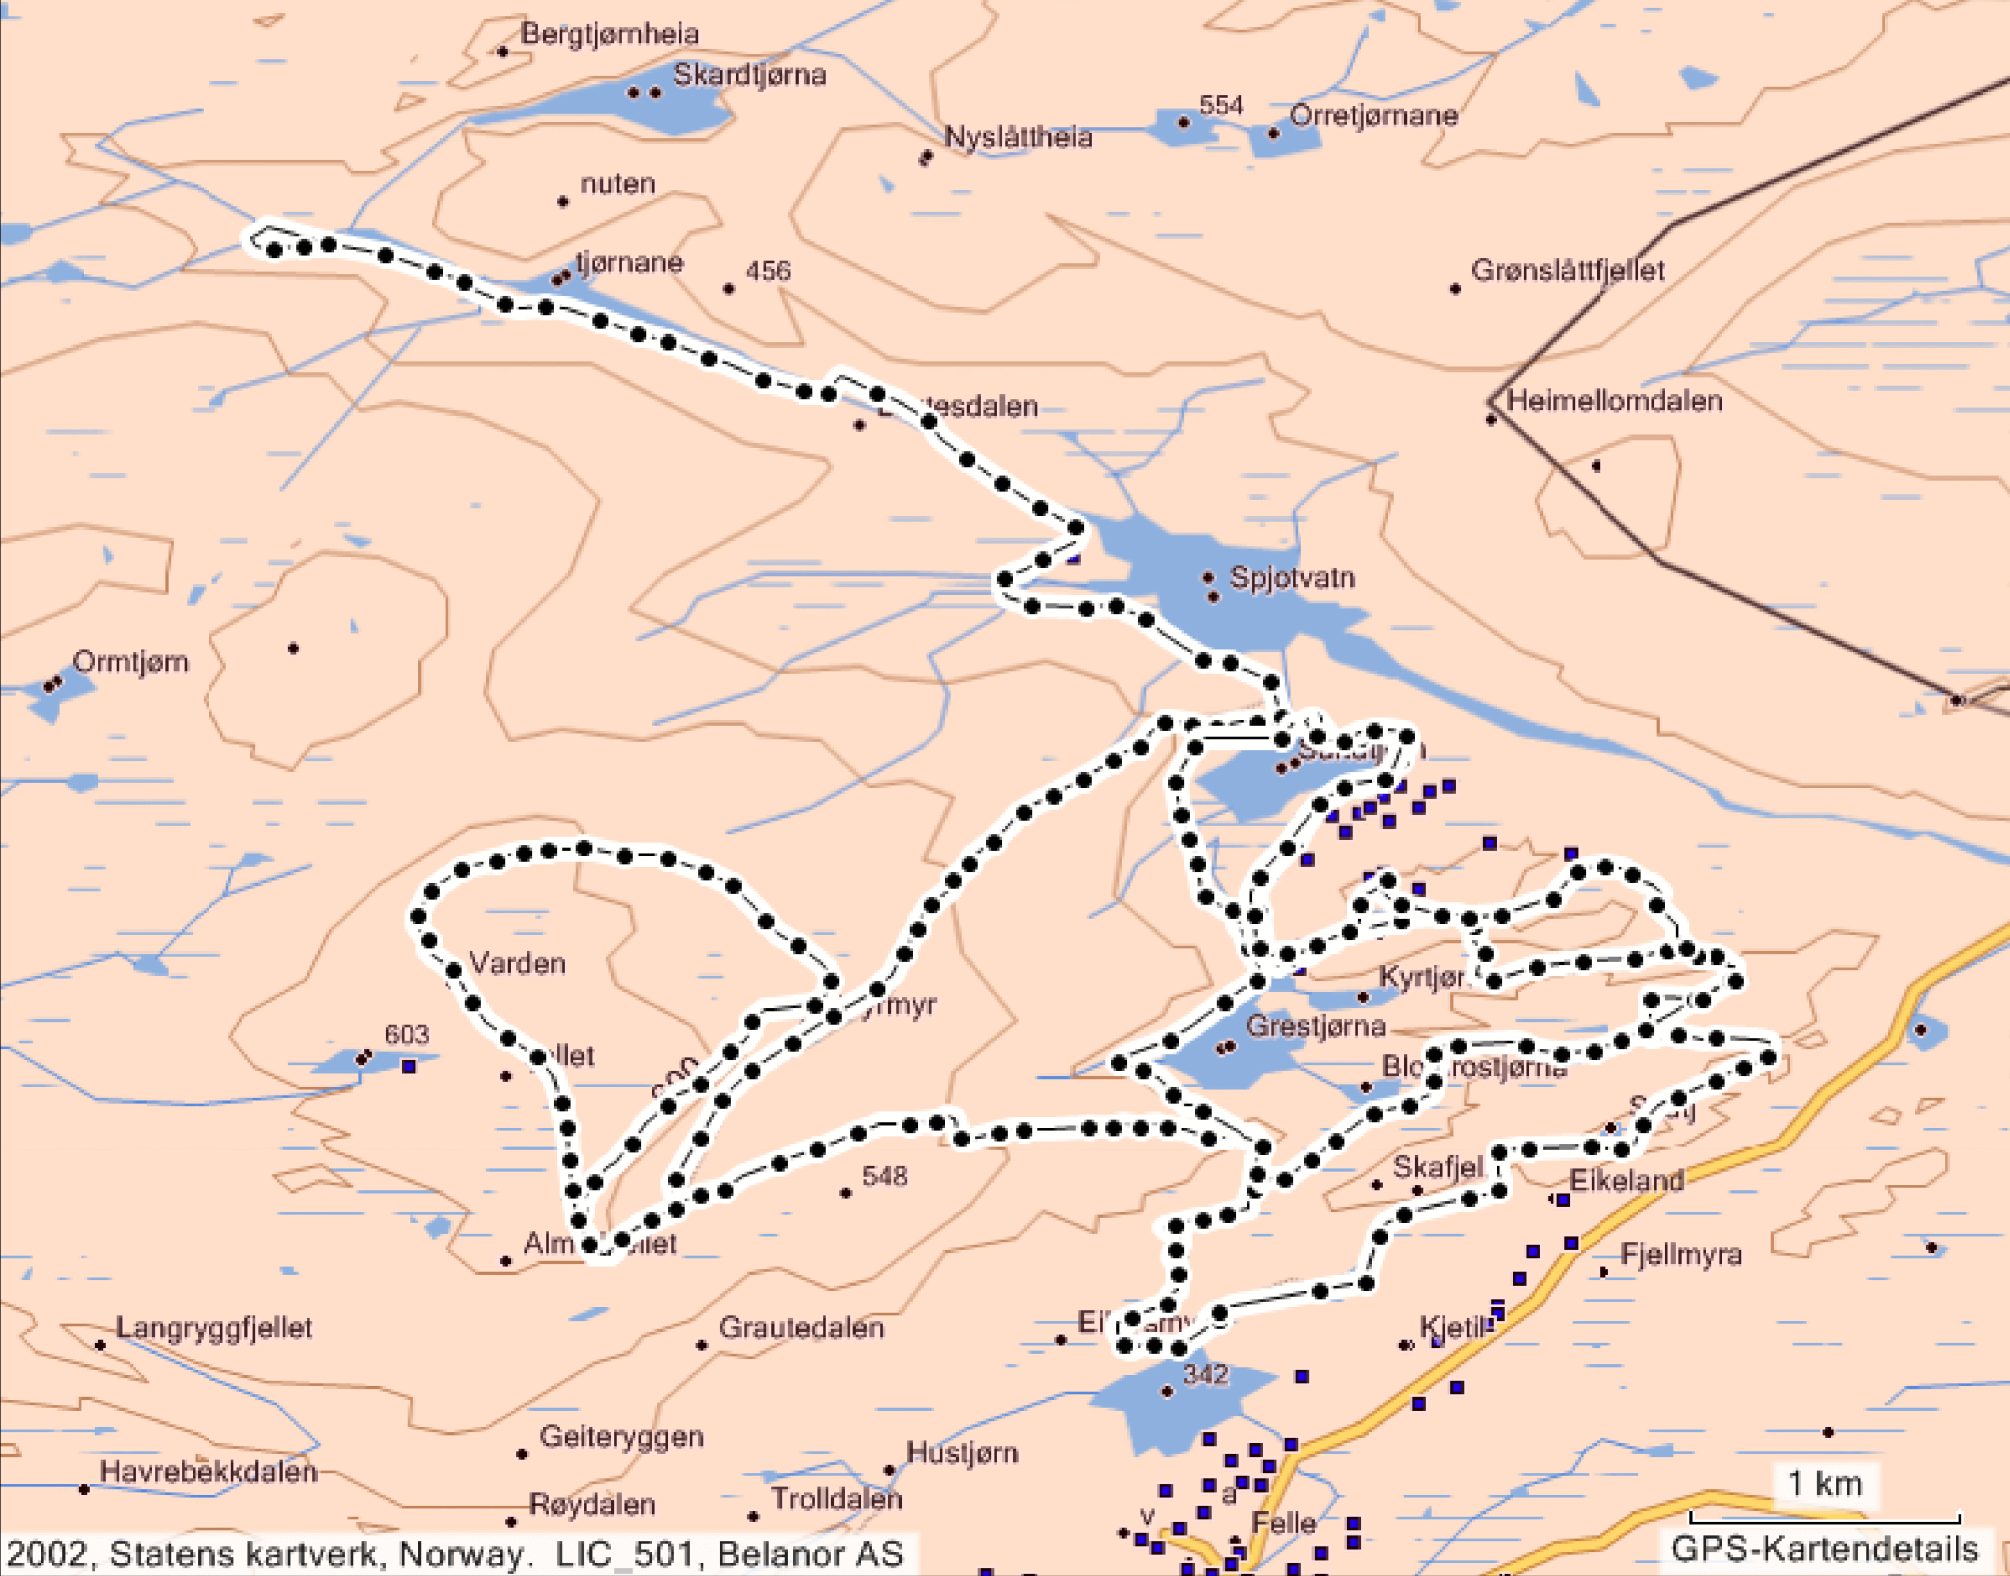 Bergtjørnheia
Skardtjørna
554
Orretjørnane
Nyslåttheia
nuten
tjørnane
456
Grønslåttfjellet
Heimellomdalen
Spjotvatn
Ormtjørn
Varden
603
Kyrtjør
Grestjørna
548
Skafjel
Eikeland
Fjellmyra
Langryggfjellet
Grautedalen
Kjetil
342
Geiteryggen
Hustjørn
Havrebekkdalen
Røydalen
Trolldalen
v
a
Felle
1 km
GPS-Kartendetails
2002, Statens kartverk, Norway. LIC_501, Belanor AS